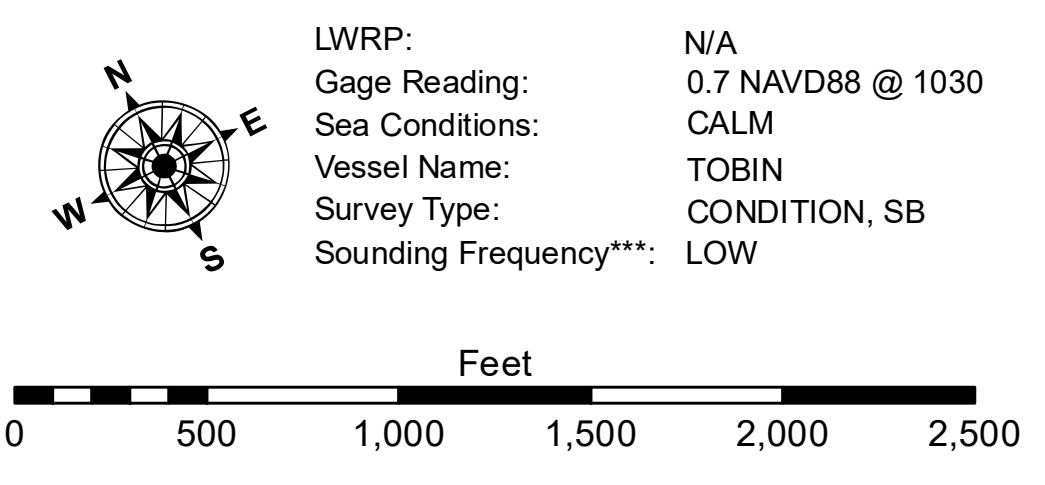 N
E
W
S
LWRP: N/A
Gage Reading: 0.7 NAVD88 @ 1030
Sea Conditions: CALM
Vessel Name: TOBIN
Survey Type: CONDITION, SB
Sounding Frequency***: LOW
Feet
0 500 1,000 1,500 2,000 2,500